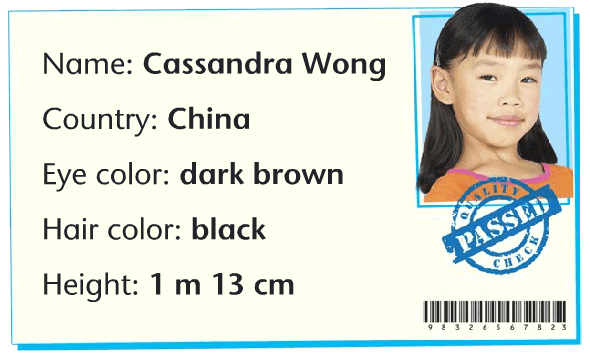 Name: Cassandra Wong
Country: China
Eye color: dark brown
Hair color: black
Height: 1 m 13 cm
QUALITY
PASSED
CHECK
9 8 3 2 6 5 6 7 8 2 3